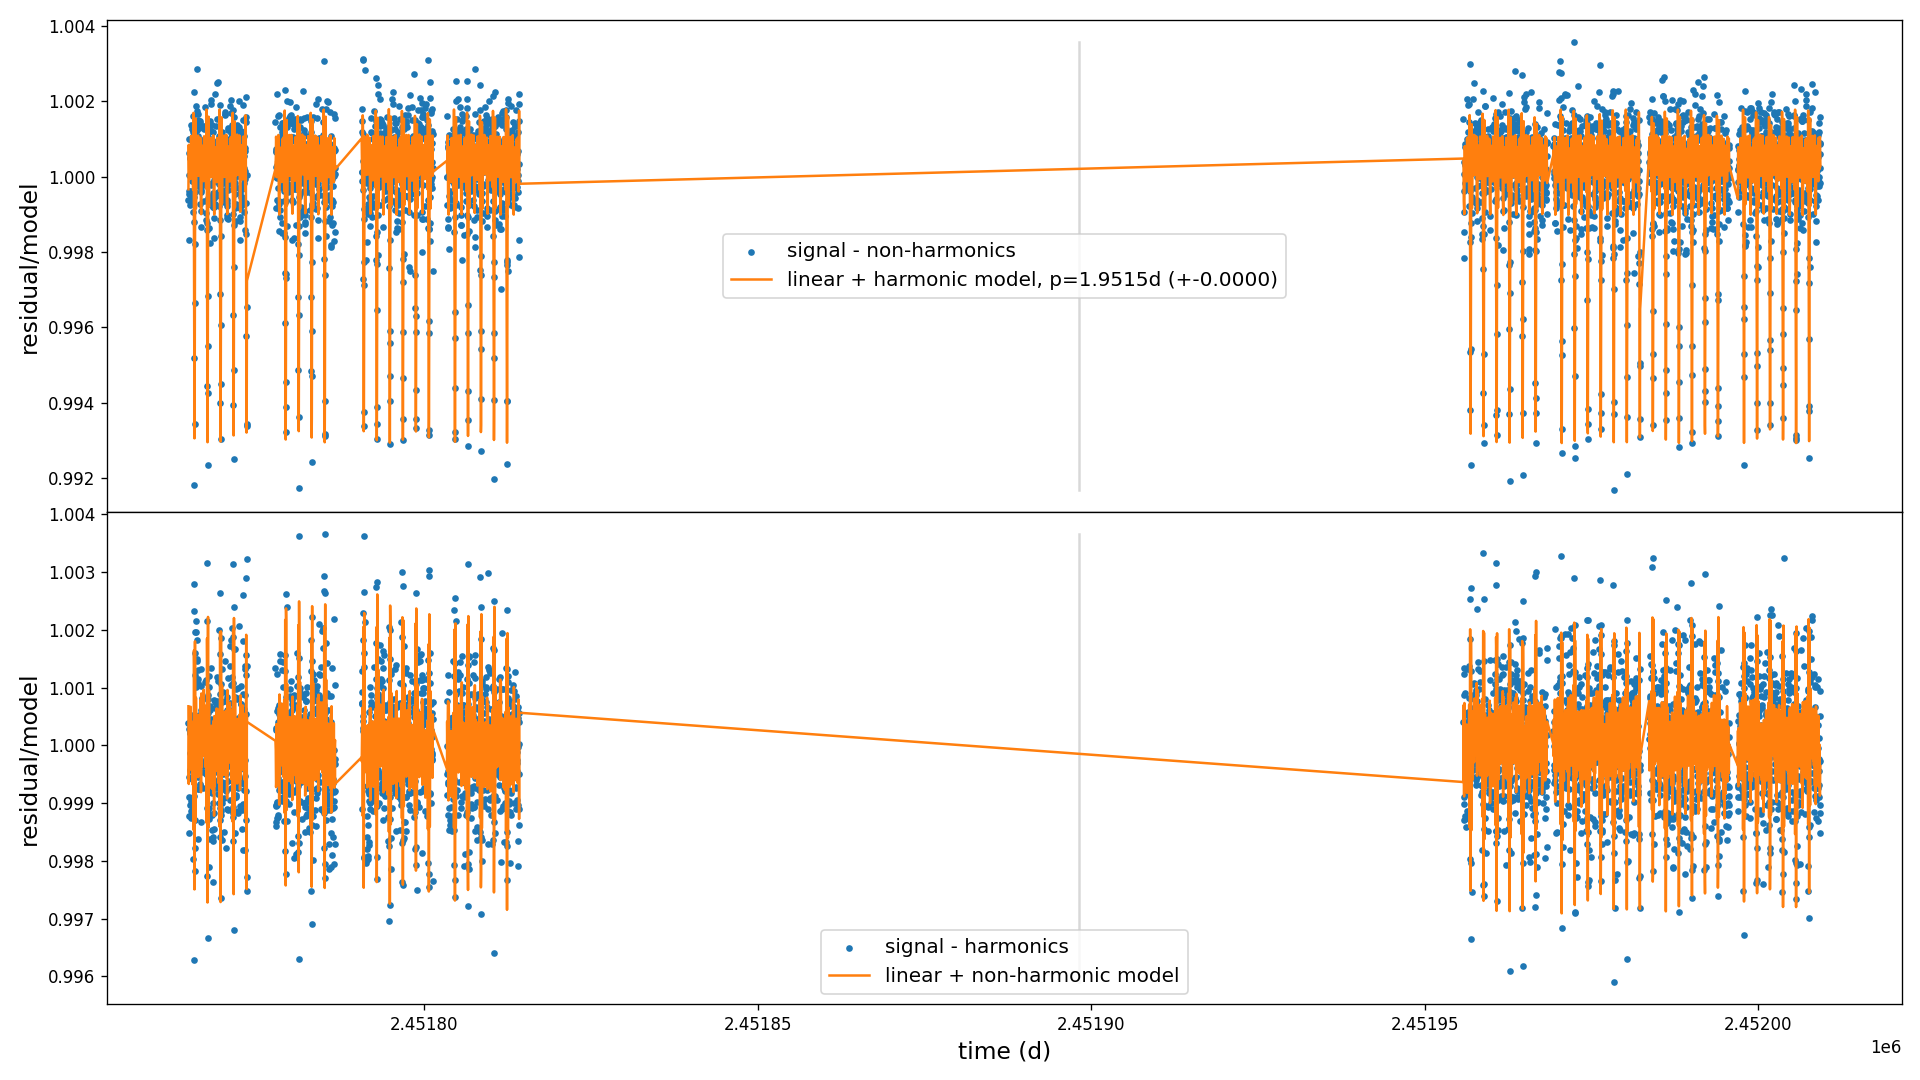 1.004
1.002
1.000
0.998
0.996
0.994
0.992
residual/model
signal - non-harmonics
linear + harmonic model, p=1.9515d (+-0.0000)
1.004
1.003
1.002
1.001
1.000
0.999
0.998
0.997
0.996
residual/model
signal - harmonics
linear + non-harmonic model
2.45180
2.45185
2.45190
2.45195
2.45200
1e6
time (d)